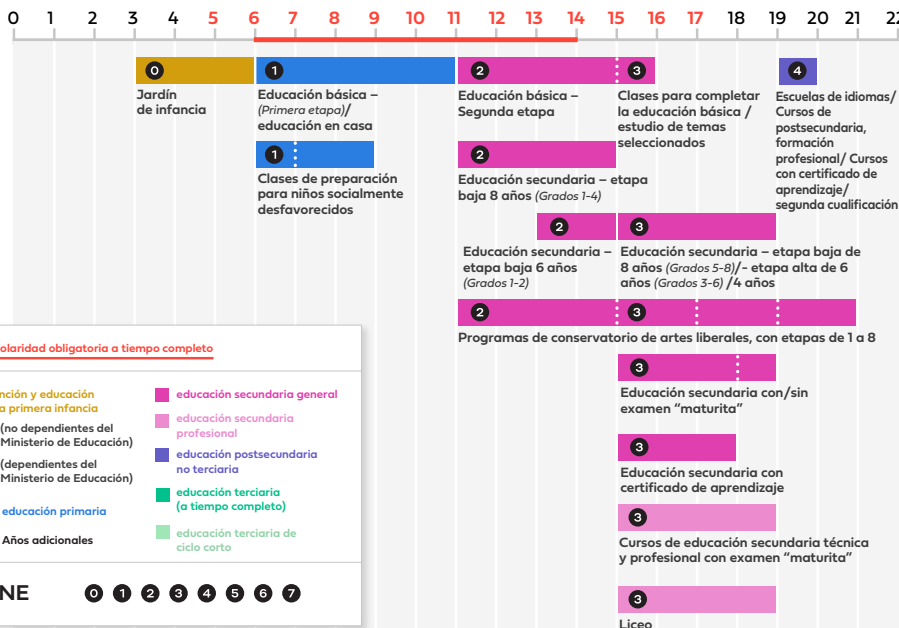 0 1 2 3 4 5 6 7 8 9 10 11 12 13 14 15 16 17 18 19 20 21 22
0
Jardín
de infancia
1
Educación básica –
(Primera etapa)/
educación en casa
2
Educación básica –
Segunda etapa
3
Clases para completar
la educación básica /
estudio de temas
seleccionados
4
Escuelas de idiomas/
Cursos de
postsecundaria,
formación
profesional/ Cursos
con certificado de
aprendizaje/
segunda cualificación
1
Clases de preparación
para niños socialmente
desfavorecidos
2
Educación secundaria – etapa
baja 8 años (Grados 1-4)
2
Educación secundaria –
etapa baja 6 años
(Grados 1-2)
3
Educación secundaria – etapa baja de
8 años (Grados 5-8)/- etapa alta de 6
años (Grados 3-6) /4 años
2 3
Programas de conservatorio de artes liberales, con etapas de 1 a 8
3
Educación secundaria con/sin
examen “maturita”
3
Educación secundaria con
certificado de aprendizaje
3
Cursos de educación secundaria técnica
y profesional con examen “maturita”
3
Liceo
olaridad obligatoria a tiempo completo
nción y educación
a primera infancia
(no dependientes del
Ministerio de Educación)
(dependientes del
Ministerio de Educación)
educación primaria
Años adicionales
educación secundaria general
educación secundaria
profesional
educación postsecundaria
no terciaria
educación terciaria
(a tiempo completo)
educación terciaria de
ciclo corto
NE 0 1 2 3 4 5 6 7